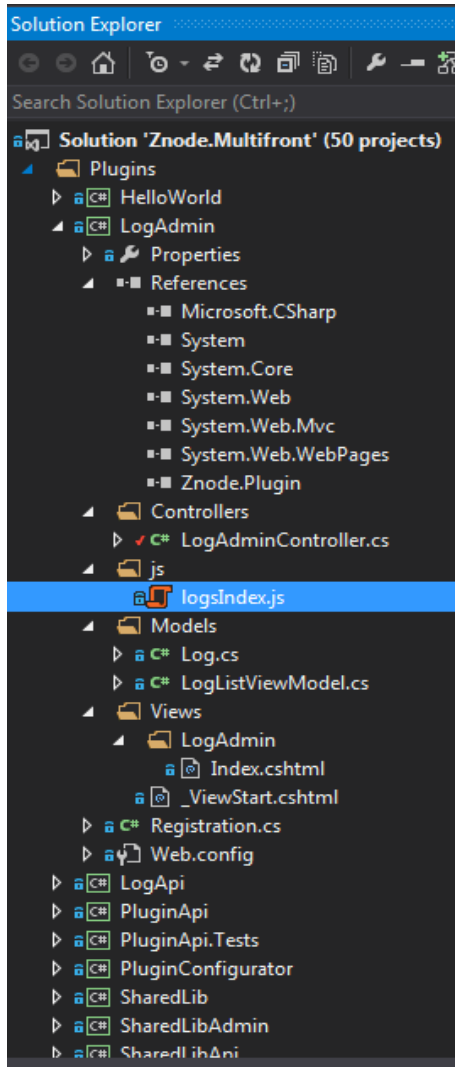 Solution Explorer
Search Solution Explorer (Ctrl+;)
Solution 'Znode.Multifront' (50 projects)
Plugins
C# HelloWorld
C# LogAdmin
Properties
References
Microsoft.CSharp
System
System.Core
System.Web
System.Web.Mvc
System.Web.WebPages
Znode.Plugin
Controllers
C# LogAdminController.cs
js
logsIndex.js
Models
C# Log.cs
C# LogListViewModel.cs
Views
LogAdmin
Index.cshtml
_ViewStart.cshtml
C# Registration.cs
Web.config
C# LogApi
C# PluginApi
C# PluginApi.Tests
C# PluginConfigurator
C# SharedLib
C# SharedLibAdmin
C# SharedLibApi